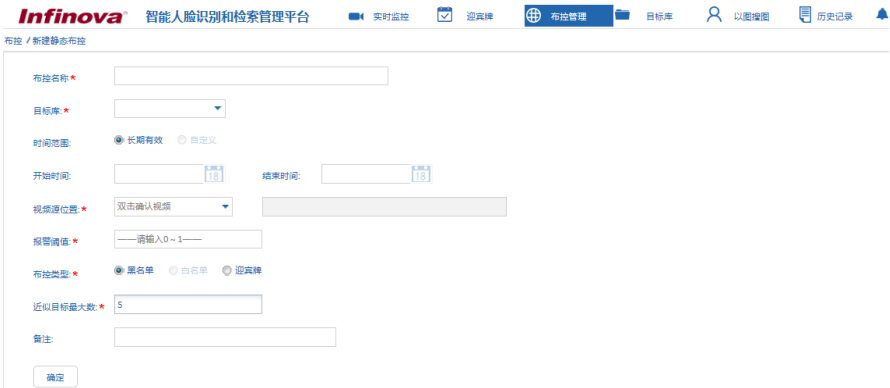 Infinova® 智能人脸识别和检索管理平台 实时监控 迎宾牌 布控管理 目标库 以图搜图 历史记录
布控 / 新建静态布控
布控名称*
目标库:*
时间范围: 长期有效 自定义
开始时间: 18 结束时间: 18
视频源位置:* 双击确认视频
报警阈值:* ——请输入0~1——
布控类型:* 黑名单 白名单 迎宾牌
近似目标最大数:* 5
备注:
确定